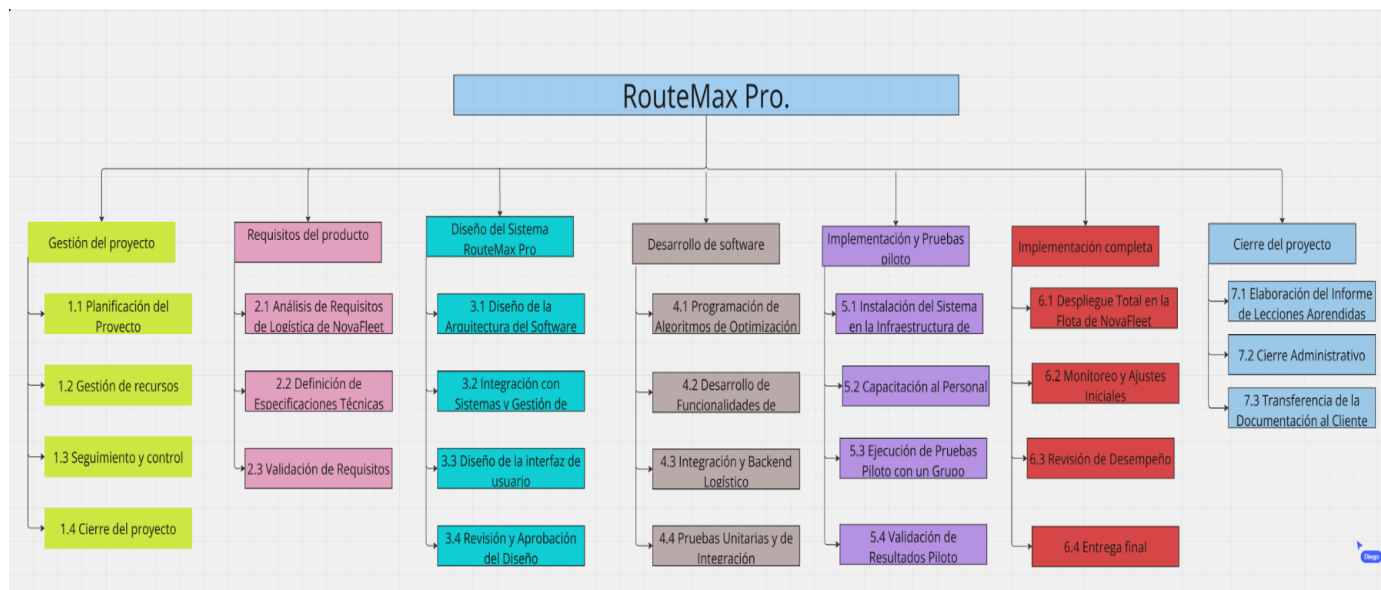 RouteMax Pro.
Gestión del proyecto
1.1 Planificación del
Proyecto
1.2 Gestión de recursos
1.3 Seguimiento y control
1.4 Cierre del proyecto
Requisitos del producto
2.1 Análisis de Requisitos
de Logística de NovaFleet
2.2 Definición de
Especificaciones Técnicas
2.3 Validación de Requisitos
Diseño del Sistema
RouteMax Pro
3.1 Diseño de la
Arquitectura del Software
3.2 Integración con
Sistemas y Gestión de
3.3 Diseño de la interfaz de
usuario
3.4 Revisión y Aprobación
del Diseño
Desarrollo de software
4.1 Programación de
Algoritmos de Optimización
4.2 Desarrollo de
Funcionalidades de
4.3 Integración y Backend
Logístico
4.4 Pruebas Unitarias y de
Integración
Implementación y Pruebas
piloto
5.1 Instalación del Sistema
en la Infraestructura de
5.2 Capacitación al Personal
5.3 Ejecución de Pruebas
Piloto con un Grupo
5.4 Validación de
Resultados Piloto
Implementación completa
6.1 Despliegue Total en la
Flota de NovaFleet
6.2 Monitoreo y Ajustes
Iniciales
6.3 Revisión de Desempeño
6.4 Entrega final
Cierre del proyecto
7.1 Elaboración del Informe
de Lecciones Aprendidas
7.2 Cierre Administrativo
7.3 Transferencia de la
Documentación al Cliente
Diego